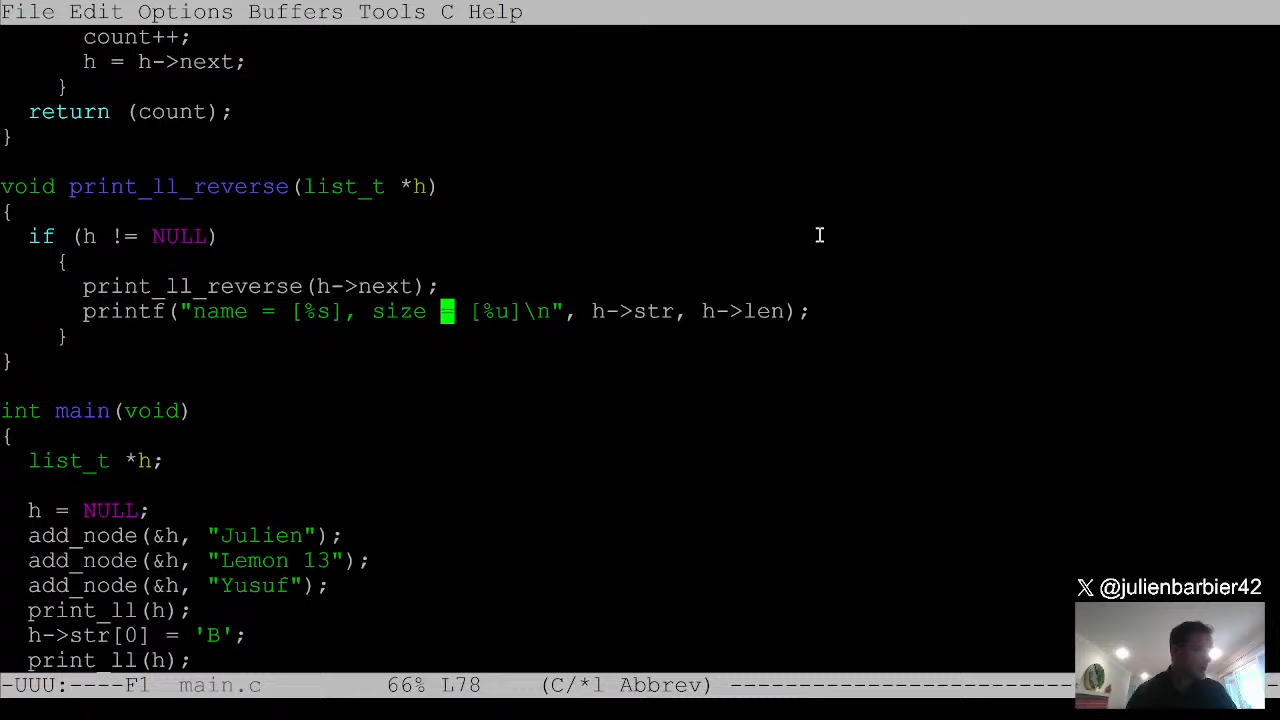 File Edit Options Buffers Tools C Help
count++;
h = h->next;
}
return (count);
}
void print_ll_reverse(list_t *h)
{
if (h != NULL)
{
print_ll_reverse(h->next);
printf("name = [%s], size = [%u]\n", h->str, h->len);
}
}
int main(void)
{
list_t *h;
h = NULL;
add_node(&h, "Julien");
add_node(&h, "Lemon 13");
add_node(&h, "Yusuf");
print_ll(h);
h->str[0] = 'B';
print_ll(h);
X @julienbarbier42
-UUU:----F1 main.c 66% L78 (C/*l Abbrev) ----------------------------